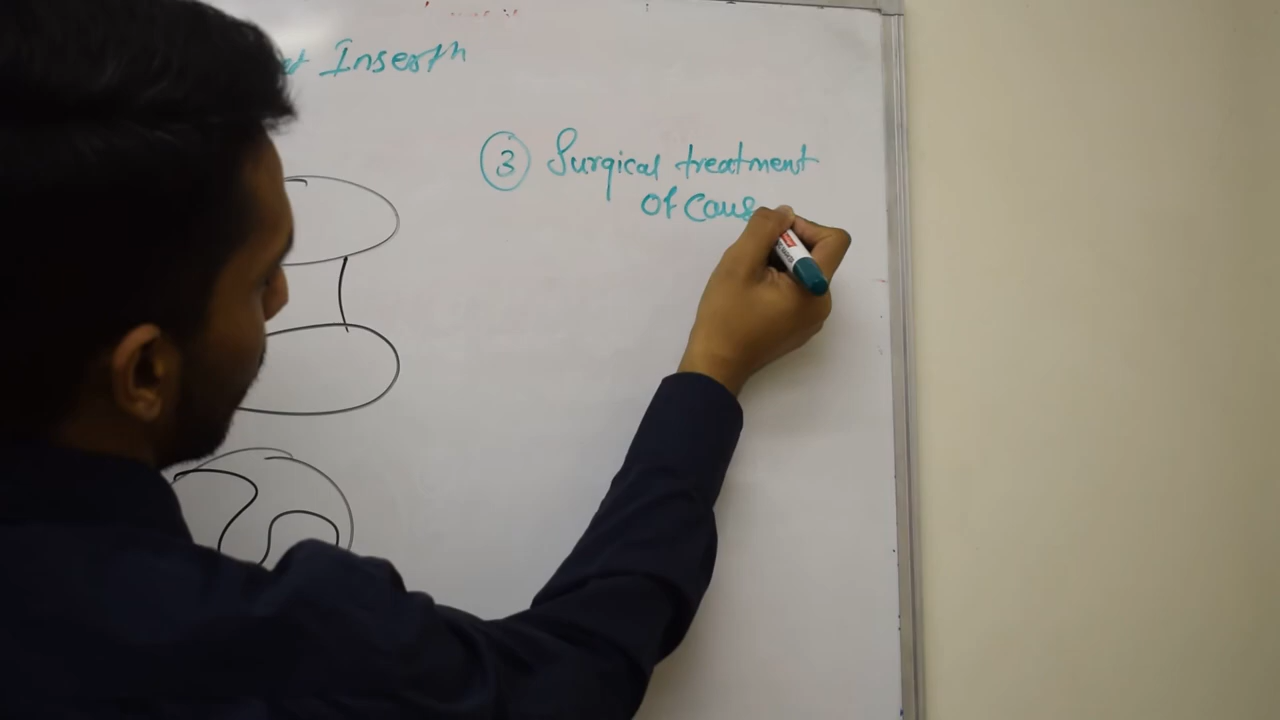 Inserth
③ Surgical treatment
of Caus